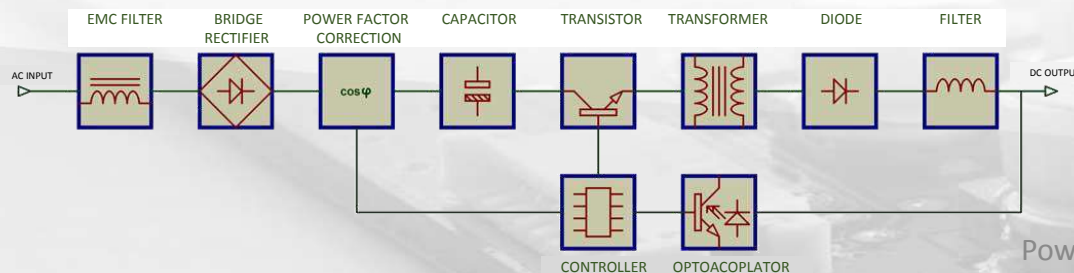 EMC FILTER
BRIDGE
RECTIFIER
POWER FACTOR
CORRECTION
CAPACITOR
TRANSISTOR
TRANSFORMER
DIODE
FILTER
AC INPUT
cosφ
DC OUTPU
CONTROLLER
OPTOACOPLATOR
Pow